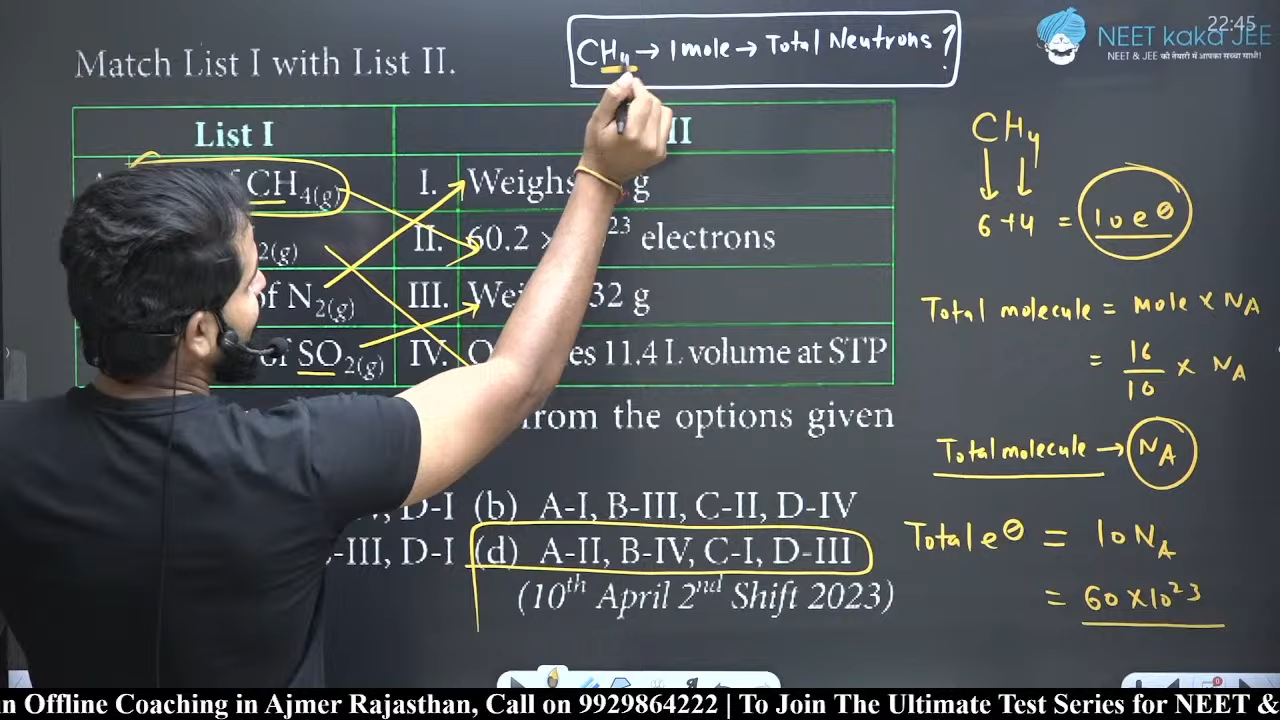 CH4 → 1 mole → Total Neutrons ?
22:45
NEET kaka JEE
NEET & JEE की तैयारी में आपका सच्चा साथी!
Match List I with List II.
List I
II
CH4(g)
I. Weighs g
2(g)
II. 60.2 × 23 electrons
of N2(g)
III. 32 g
of SO2(g)
IV. 11.4 L volume at STP
from the options given
D-I (b) A-I, B-III, C-II, D-IV
-III, D-I (d) A-II, B-IV, C-I, D-III
(10th April 2nd Shift 2023)
CH4
6 + 4 = 10 e⊖
Total molecule = mole × NA
= 16/10 × NA
Total molecule → NA
Total e⊖ = 10 NA
= 60 × 10²³
n Offline Coaching in Ajmer Rajasthan, Call on 9929864222 | To Join The Ultimate Test Series for NEET &